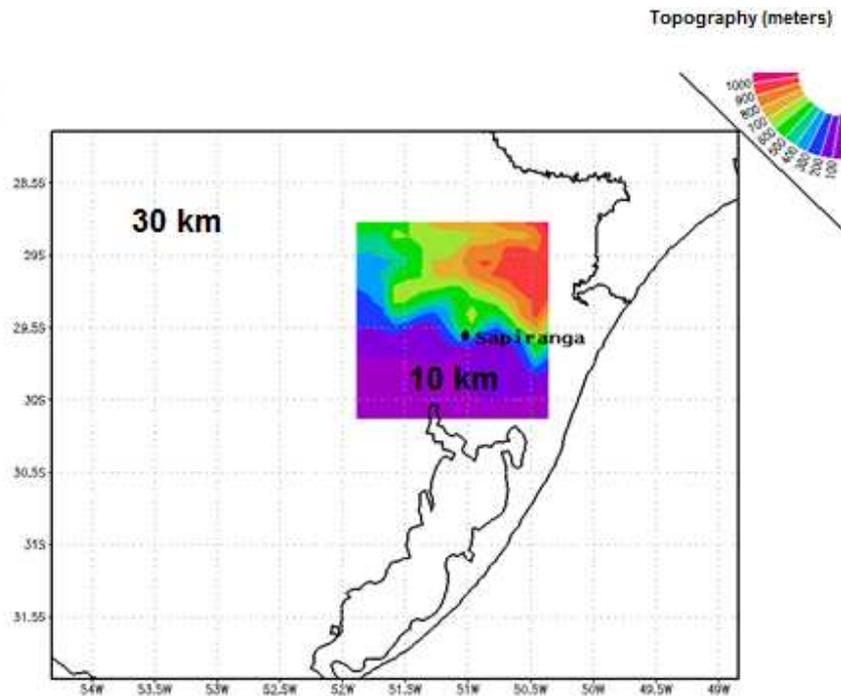 Topography (meters)
1000
900
800
700
600
500
400
300
200
100
28.5S
30 km
29S
29.5S
Sapiranga
10 km
30S
30.5S
31S
31.5S
54W 53.5W 53W 52.5W 52W 51.5W 51W 50.5W 50W 49.5W 49W